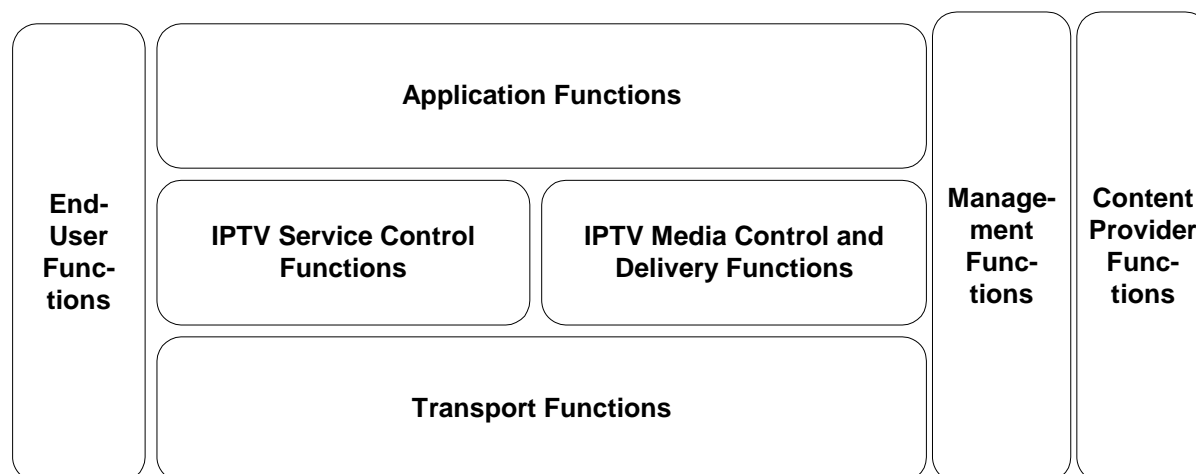 Application Functions
End-
User
Func-
tions
IPTV Service Control
Functions
IPTV Media Control and
Delivery Functions
Manage-
ment
Func-
tions
Content
Provider
Func-
tions
Transport Functions